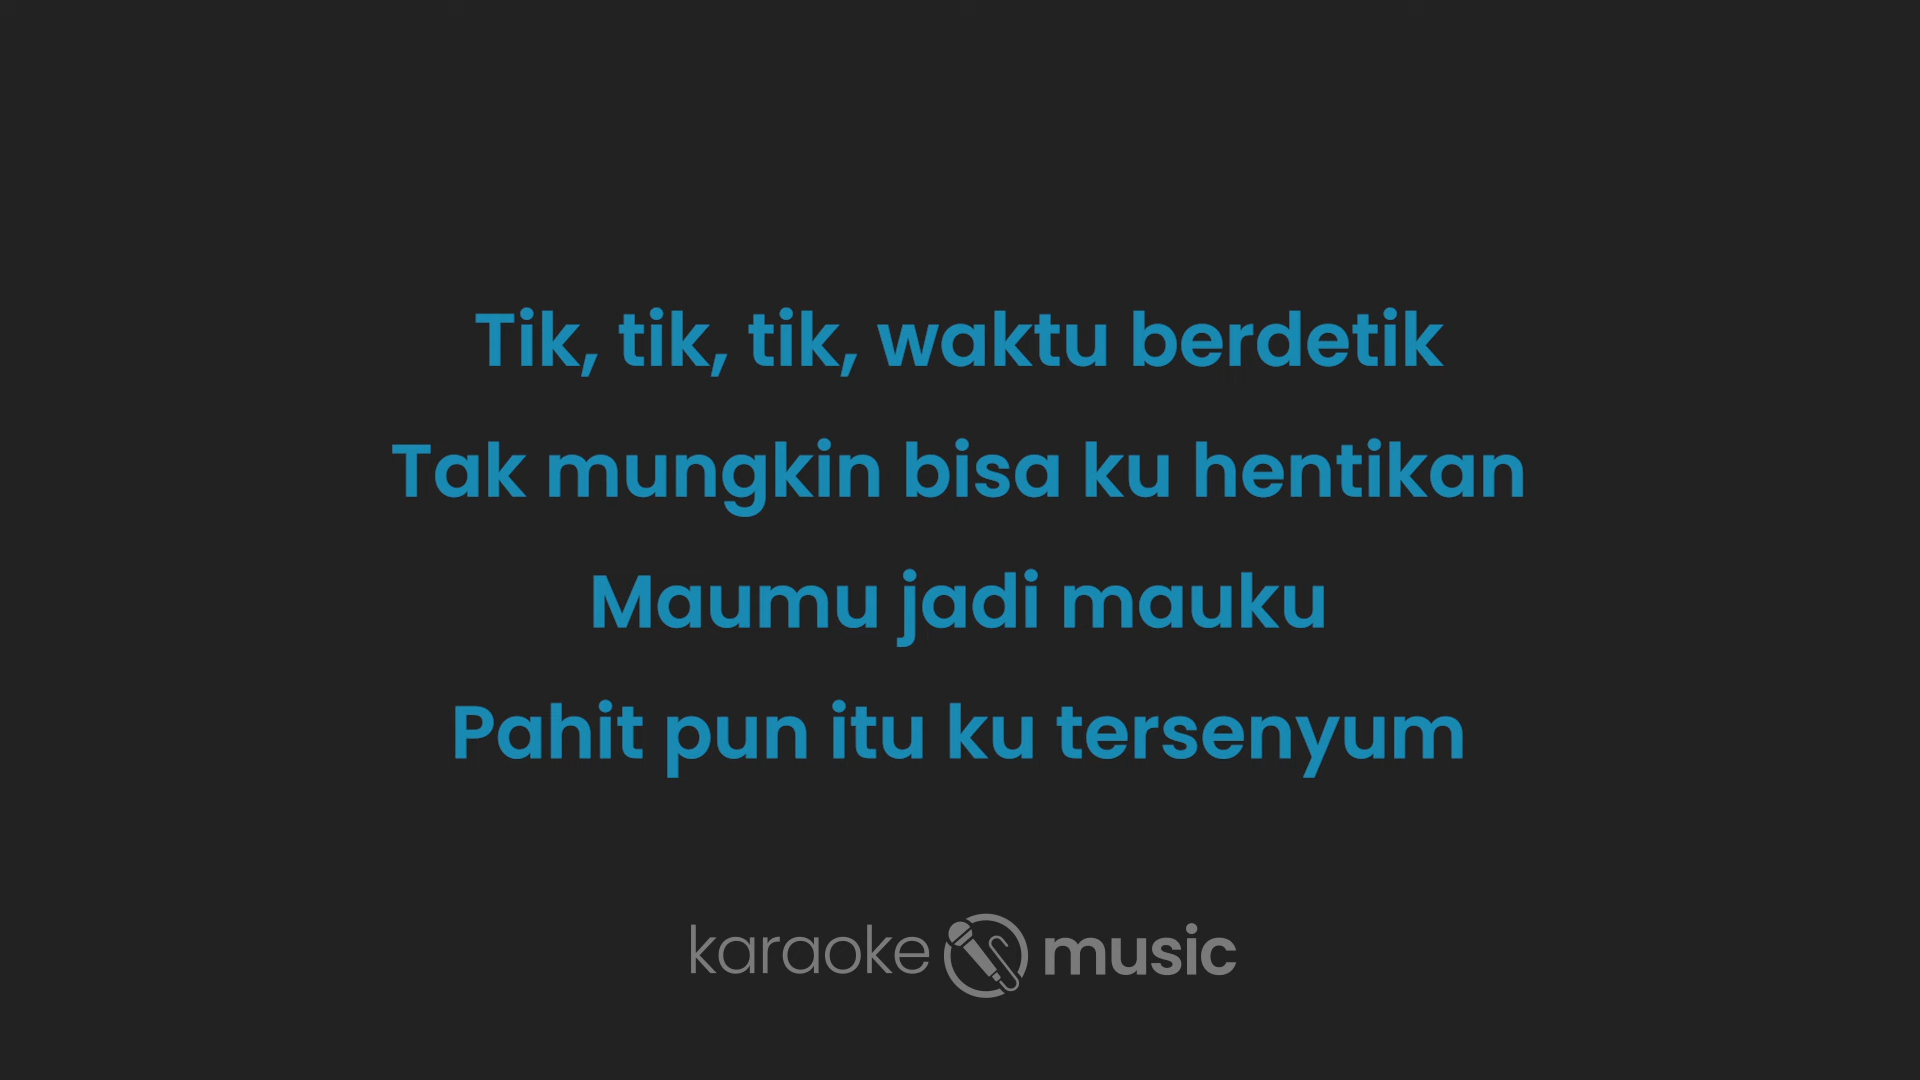 Tik, tik, tik, waktu berdetik
Tak mungkin bisa ku hentikan
Maumu jadi mauku
Pahit pun itu ku tersenyum
karaoke music